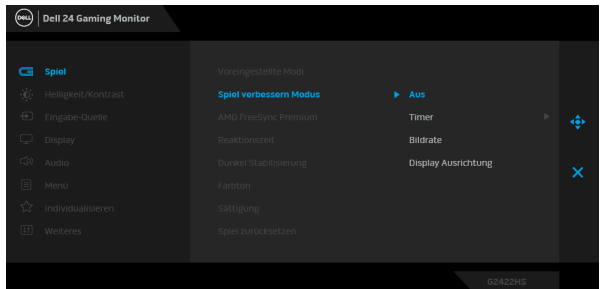 DELL Dell 24 Gaming Monitor
Spiel
Helligkeit/Kontrast
Eingabe-Quelle
Display
Audio
Menü
Individualisieren
Weiteres
Voreingestellte Modi
Spiel verbessern Modus
AMD FreeSync Premium
Reaktionszeit
Dunkel Stabilisierung
Farbton
Sättigung
Spiel zurücksetzen
Aus
Timer
Bildrate
Display Ausrichtung
G2422HS